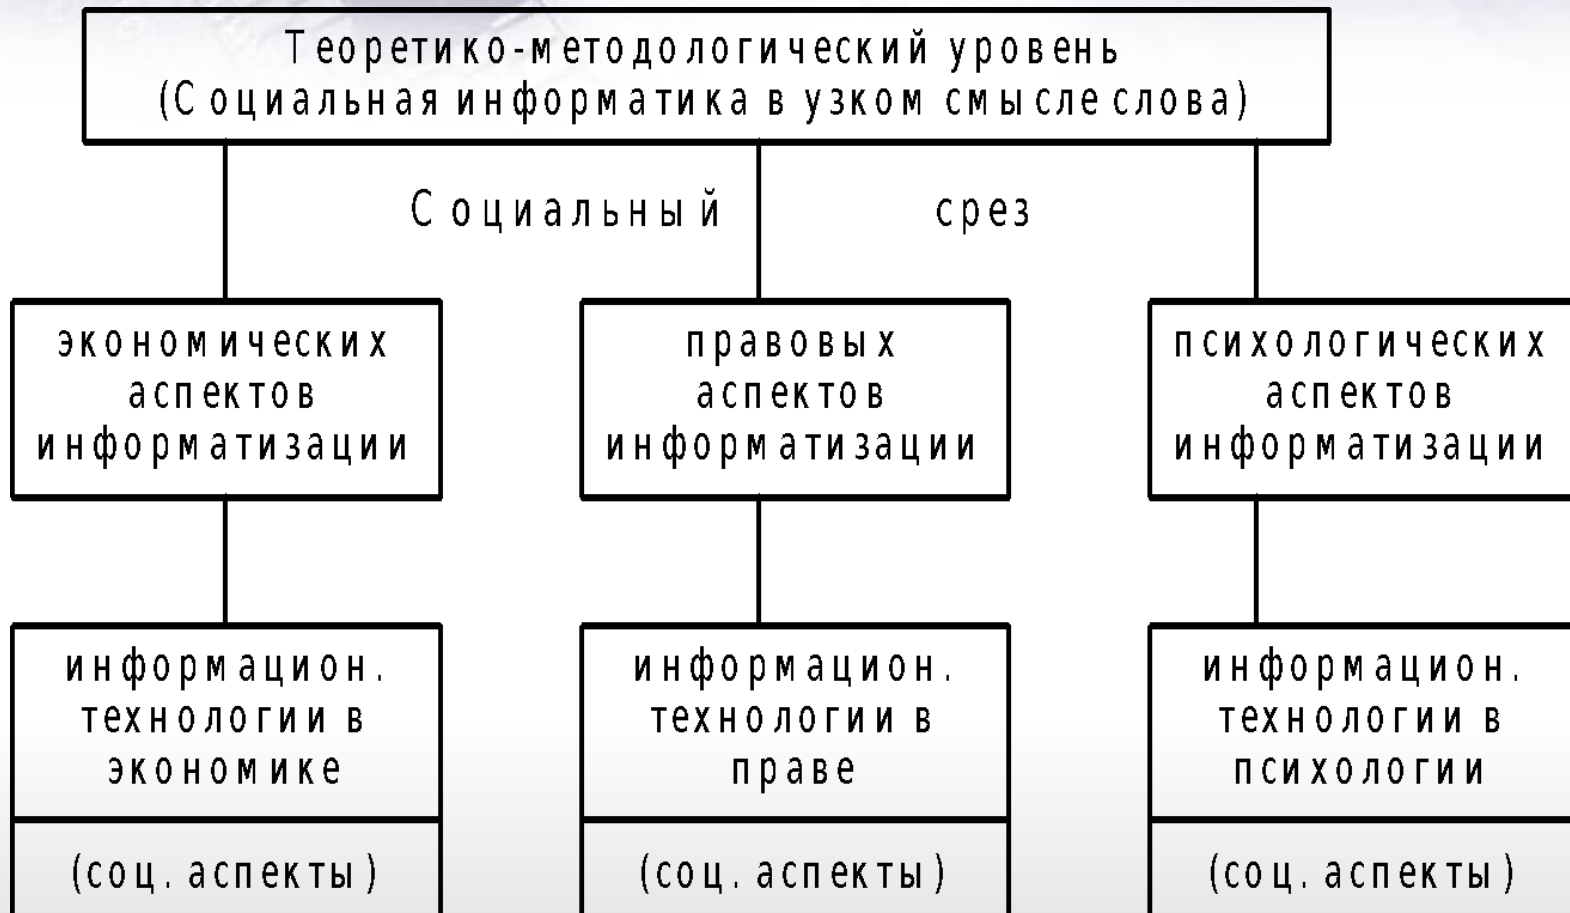 Теоретико-методологический уровень
(Социальная информатика в узком смысле слова)
Социальный срез
экономических
аспектов
информатизации
правовых
аспектов
информатизации
психологических
аспектов
информатизации
информацион.
технологии в
экономике
(соц. аспекты)
информацион.
технологии в
праве
(соц. аспекты)
информацион.
технологии в
психологии
(соц. аспекты)